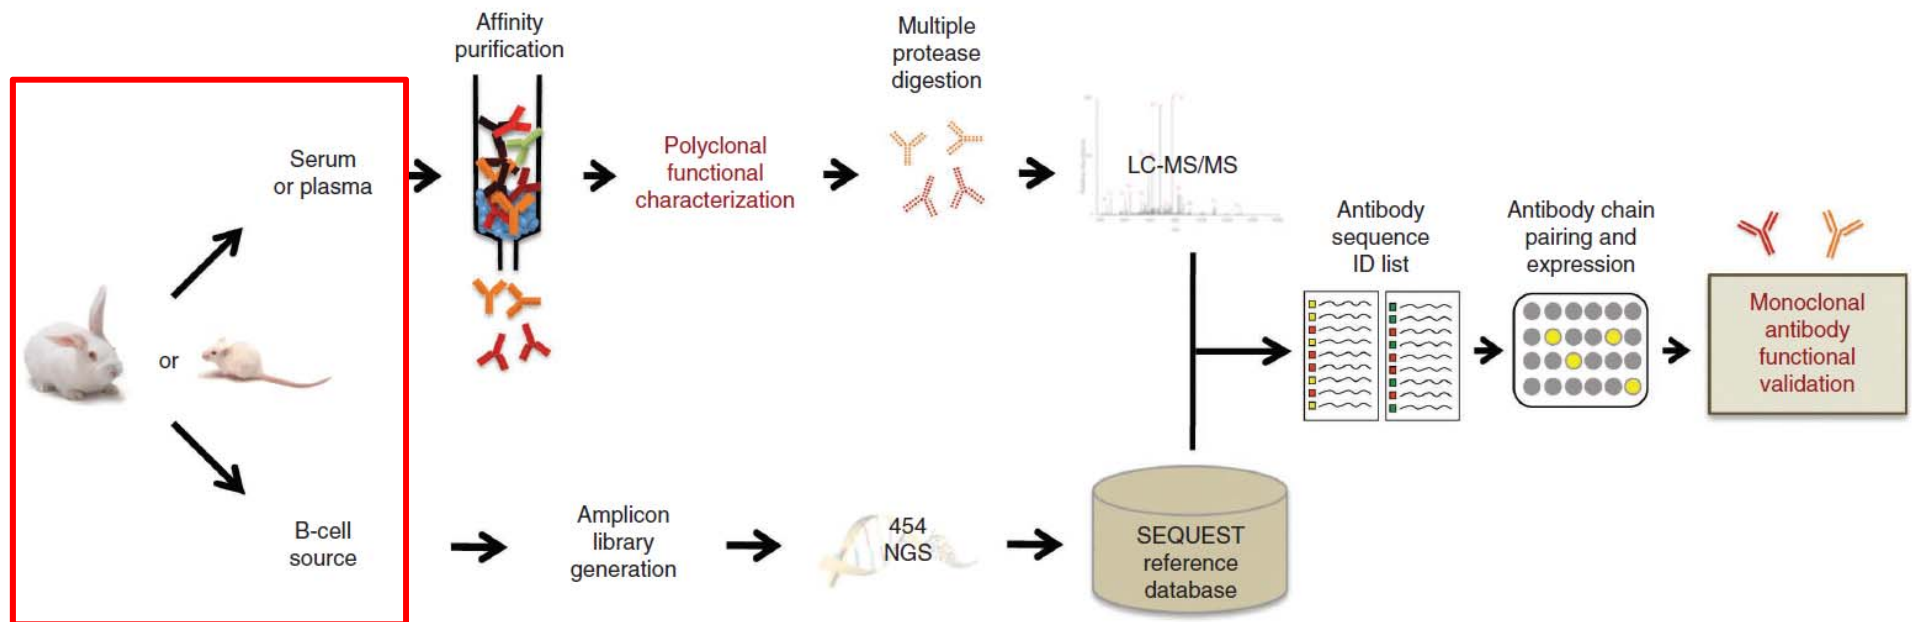 Affinity
purification
Multiple
protease
digestion
Serum
or plasma
Polyclonal
functional
characterization
LC-MS/MS
Antibody
sequence
ID list
Antibody chain
pairing and
expression
Monoclonal
antibody
functional
validation
or
B-cell
source
Amplicon
library
generation
454
NGS
SEQUEST
reference
database